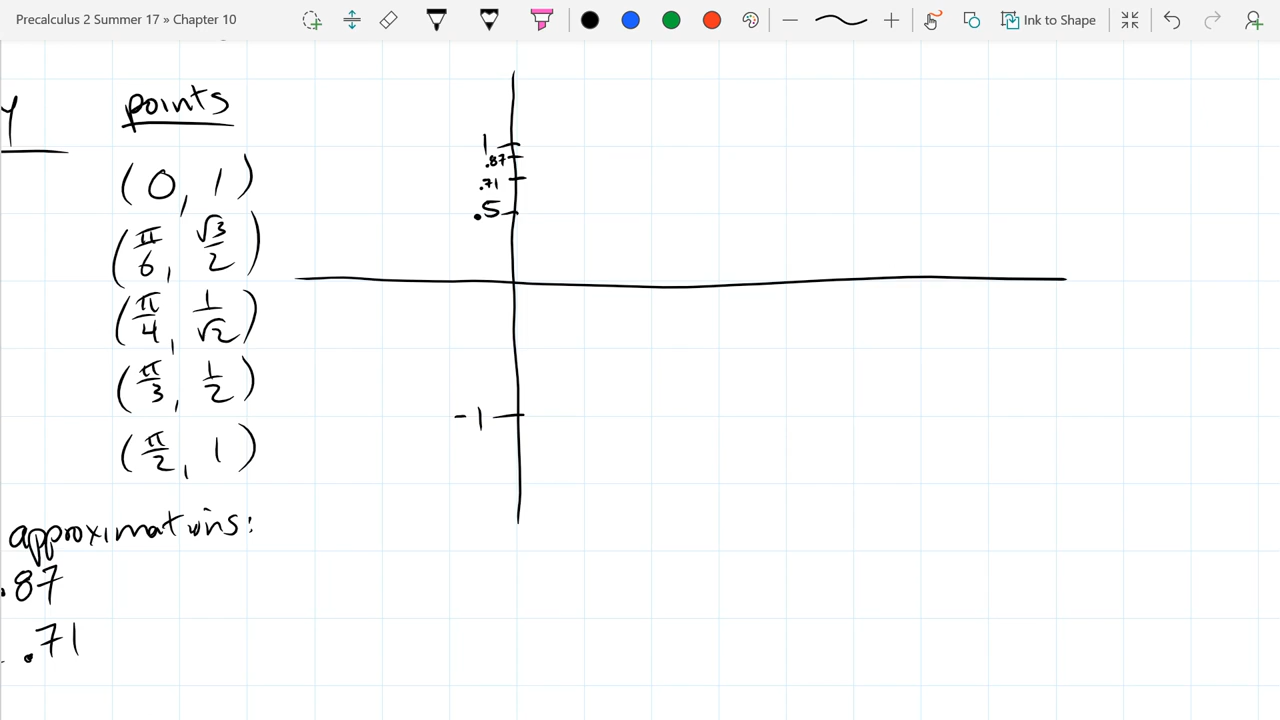 Precalculus 2 Summer 17 » Chapter 10
Ink to Shape
y
points
(0, 1)
(π/6, √3/2)
(π/4, 1/√2)
(π/3, 1/2)
(π/2, 1)
approximations:
.87
.71
1
.87
.71
.5
-1